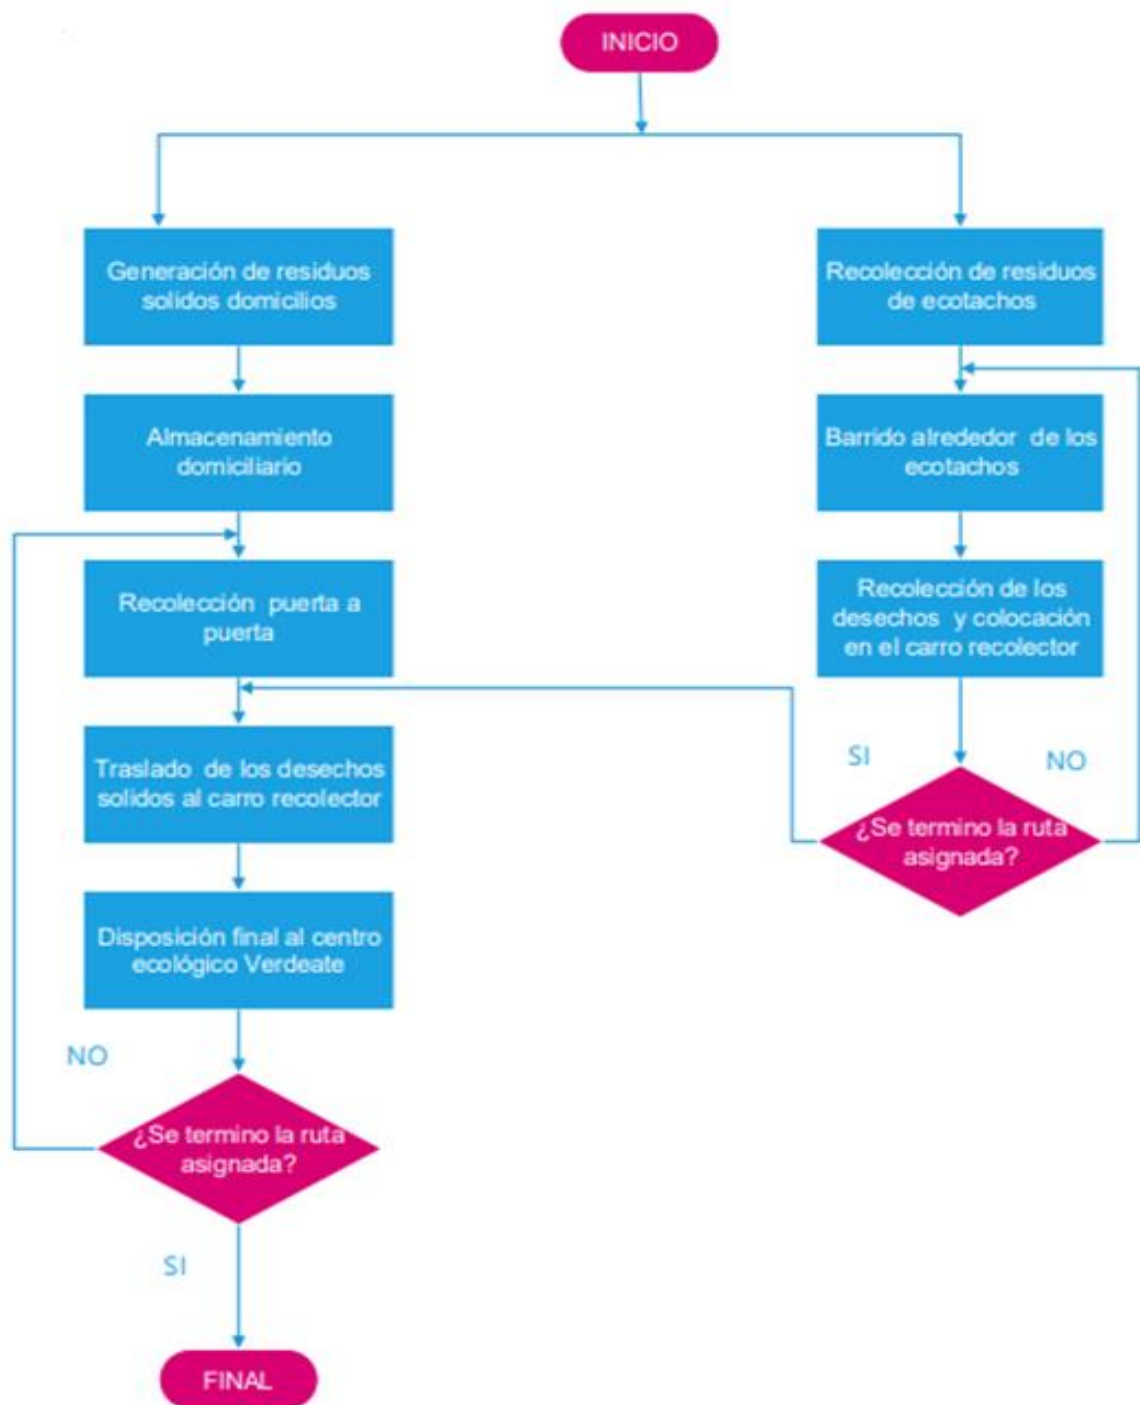 INICIO
Generación de residuos
solidos domicilios
Almacenamiento
domiciliario
Recolección puerta a
puerta
Traslado de los desechos
solidos al carro recolector
Disposición final al centro
ecológico Verdeate
NO
¿Se termino la ruta
asignada?
SI
FINAL
Recolección de residuos
de ecotachos
Barrido alrededor de los
ecotachos
Recolección de los
desechos y colocación
en el carro recolector
SI
NO
¿Se termino la ruta
asignada?